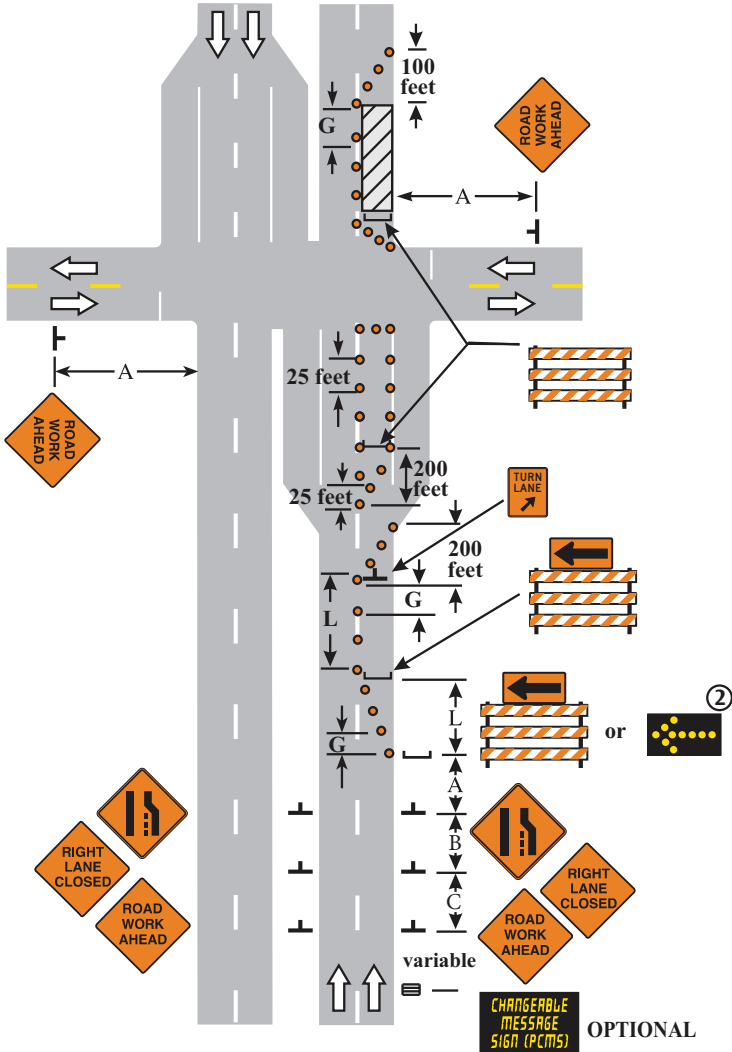 100
feet
G
ROAD
WORK
AHEAD
A
A
25 feet
ROAD
WORK
AHEAD
200
feet
25 feet
TURN
LANE
200
feet
G
L
L
②
or
G
A
B
RIGHT
LANE
CLOSED
RIGHT
LANE
CLOSED
C
ROAD
WORK
AHEAD
ROAD
WORK
AHEAD
variable
CHANGEABLE
MESSAGE
SIGN (PCMS)
OPTIONAL